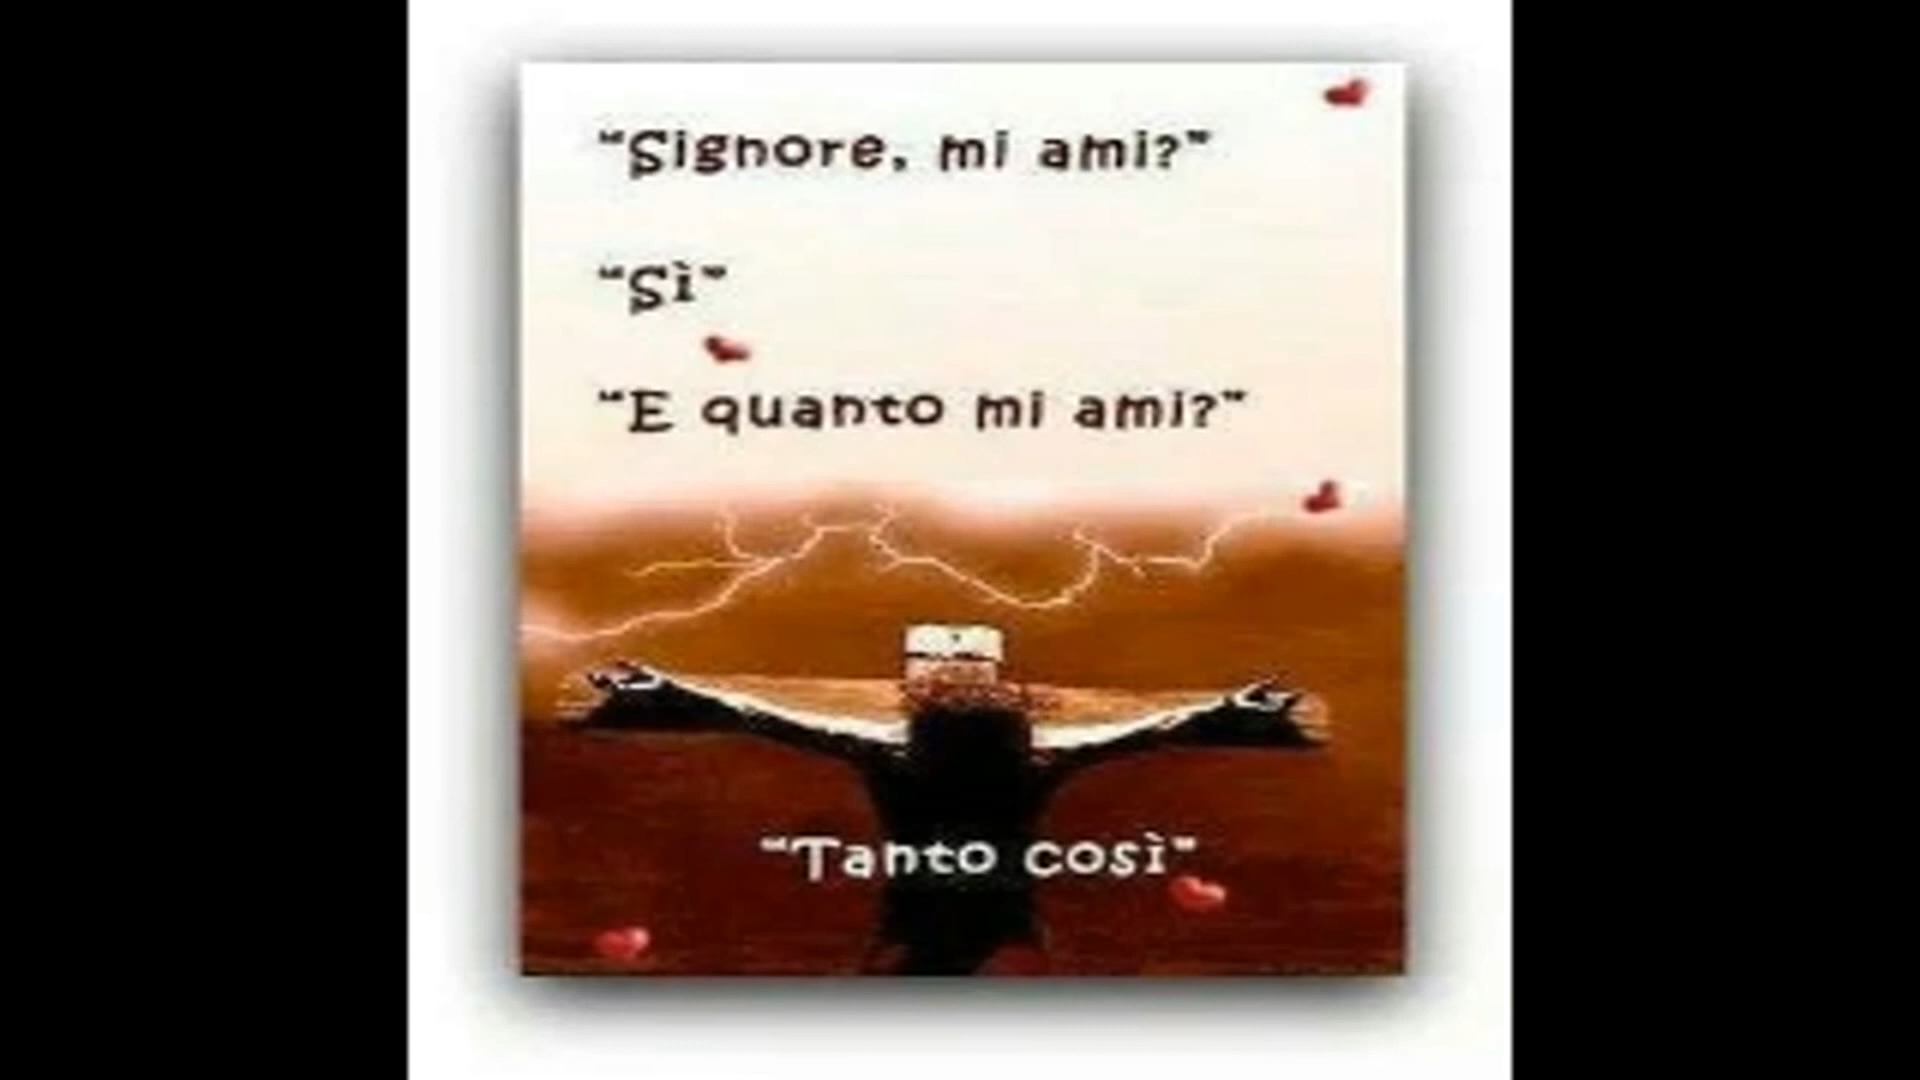 "Signore, mi ami?"
"Sì"
"E quanto mi ami?"
"Tanto così"